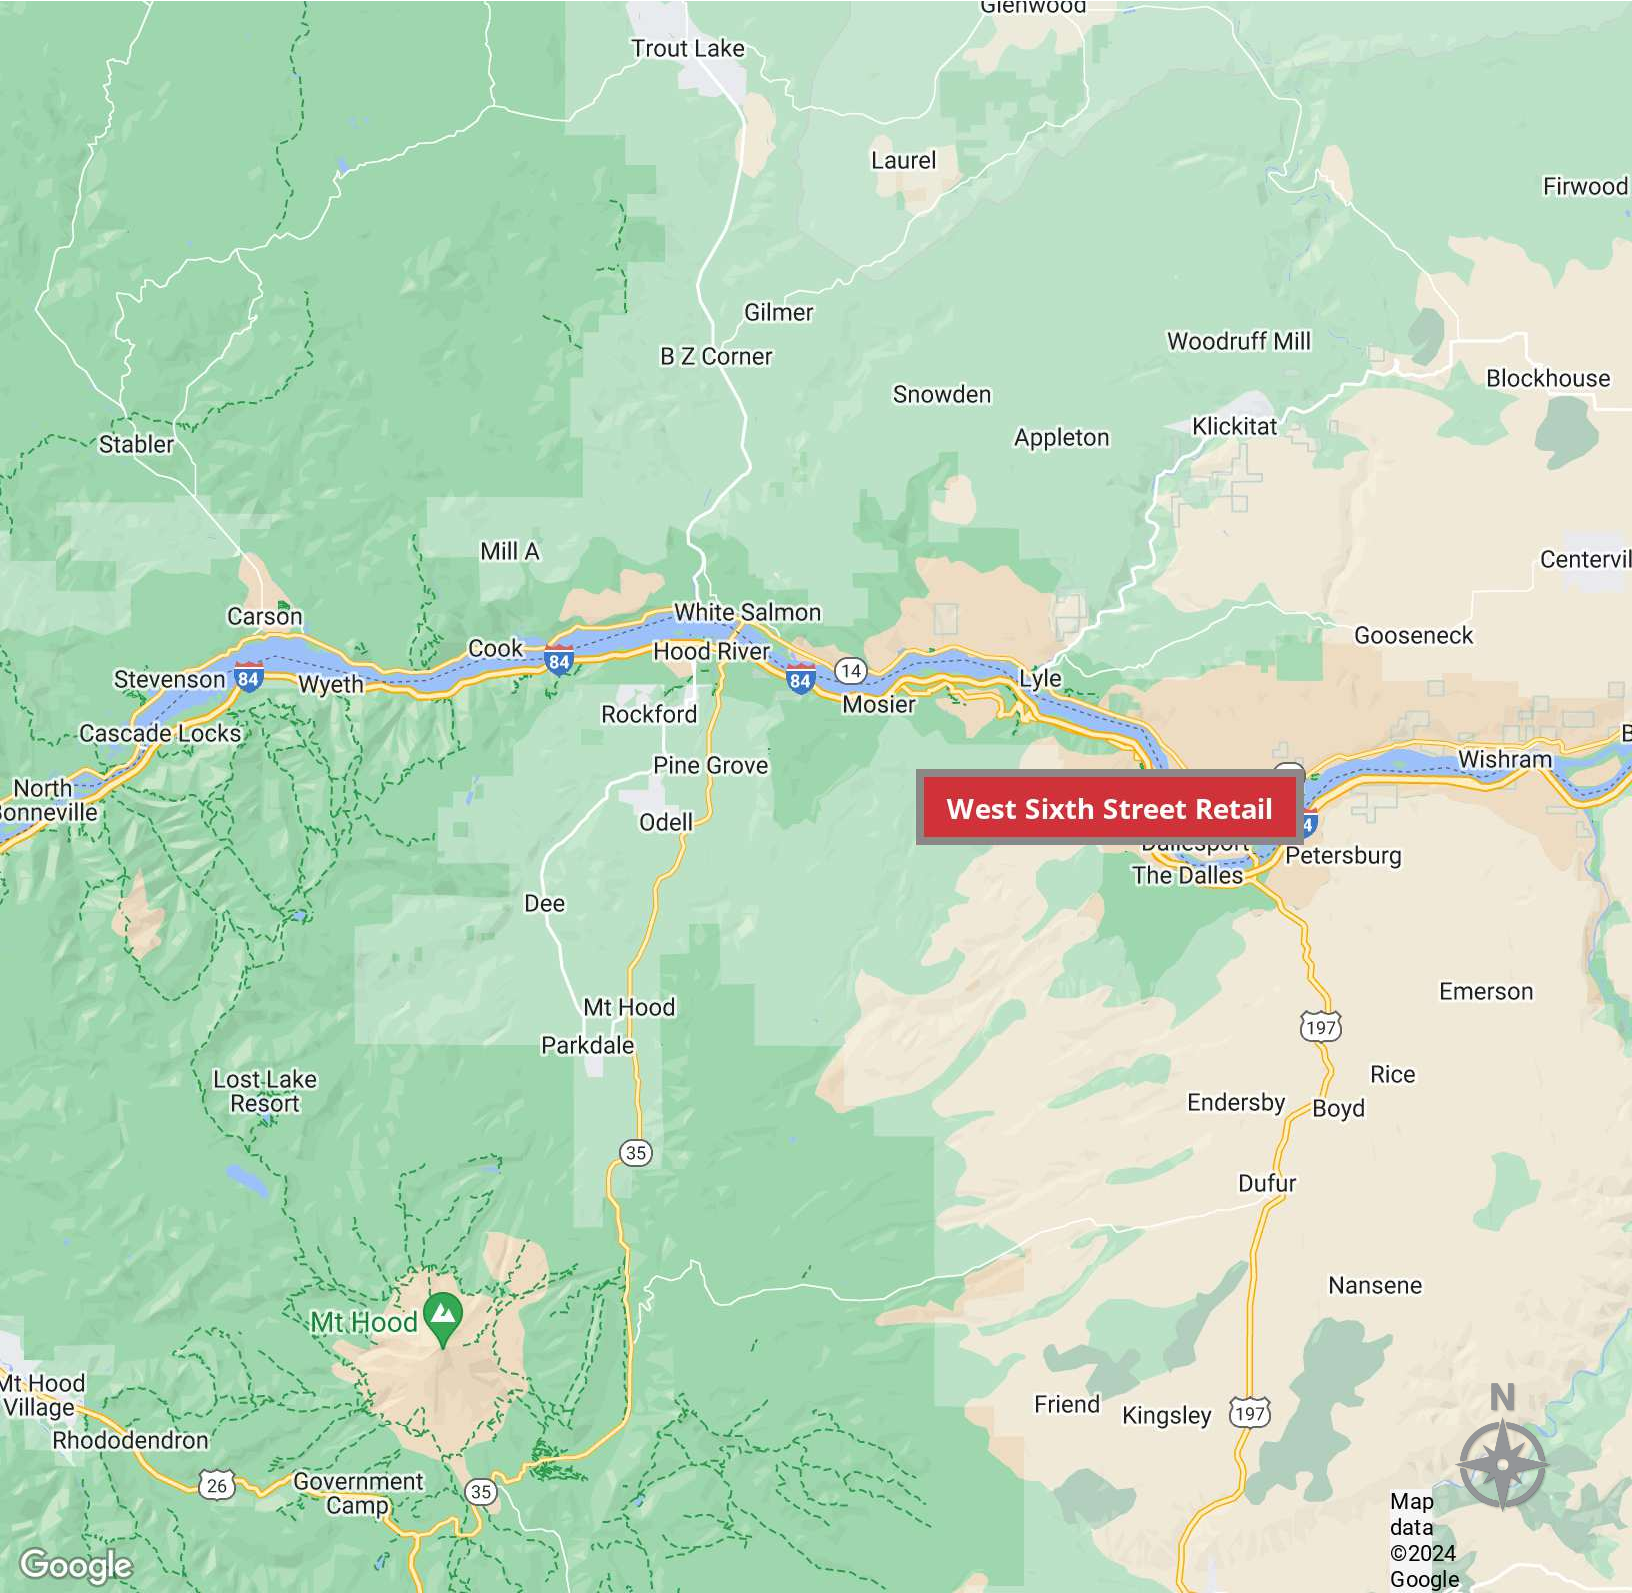 Glenwood
Trout Lake
Laurel
Firwood
Gilmer
Woodruff Mill
B Z Corner
Blockhouse
Snowden
Klickitat
Appleton
Stabler
Mill A
Centervil
Carson
White Salmon
Gooseneck
Cook
Hood River
84
14
84
Stevenson
84
Wyeth
Lyle
Rockford
Mosier
Cascade Locks
B
Wishram
Pine Grove
North
Bonneville
West Sixth Street Retail
Odell
4
Dallesport
Petersburg
The Dalles
Dee
Emerson
Mt Hood
197
Parkdale
Rice
Lost Lake
Resort
Endersby
Boyd
35
Dufur
Nansene
Mt Hood
Mt Hood
Village
Friend
Kingsley
197
N
Rhododendron
26
Government
Camp
35
Map
data
©2024
Google
Google